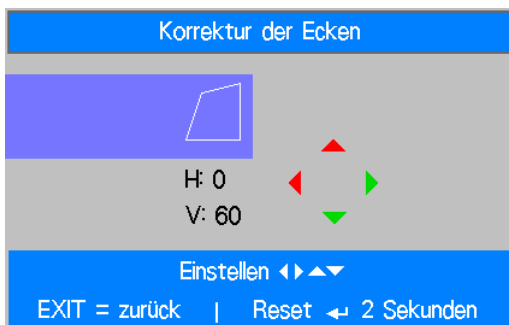 Korrektur der Ecken
H: 0
V: 60
Einstellen
EXIT = zurück | Reset ↵ 2 Sekunden